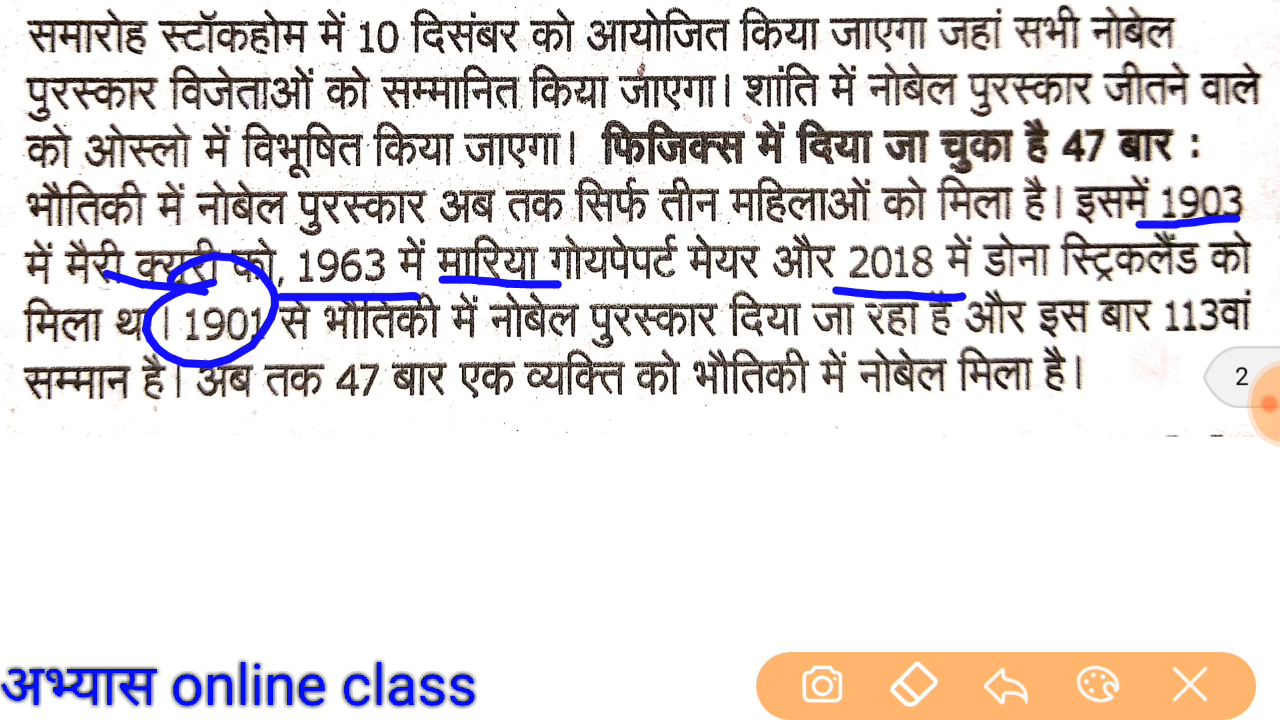 समारोह स्टॉकहोम में 10 दिसंबर को आयोजित किया जाएगा जहां सभी नोबेल
पुरस्कार विजेताओं को सम्मानित किया जाएगा। शांति में नोबेल पुरस्कार जीतने वाले
को ओस्लो में विभूषित किया जाएगा। फिजिक्स में दिया जा चुका है 47 बार :
भौतिकी में नोबेल पुरस्कार अब तक सिर्फ तीन महिलाओं को मिला है। इसमें 1903
में मैरी क्यूरी को, 1963 में मारिया गोयपेपर्ट मेयर और 2018 में डोना स्ट्रिकलैंड को
मिला था। 1901 से भौतिकी में नोबेल पुरस्कार दिया जा रहा है और इस बार 113वां
सम्मान है। अब तक 47 बार एक व्यक्ति को भौतिकी में नोबेल मिला है।
2
अभ्यास online class